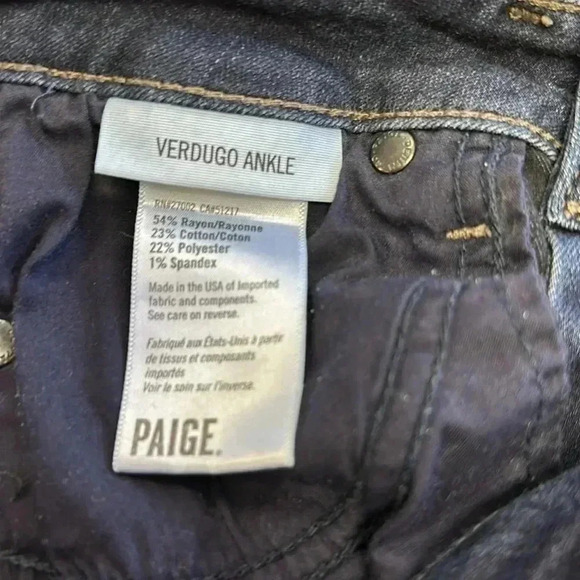 VERDUGO ANKLE
RN#27002 CA#51217
54% Rayon/Rayonne
23% Cotton/Coton
22% Polyester
1% Spandex
Made in the USA of Imported
fabric and components.
See care on reverse.
Fabriqué aux États-Unis à partir
de tissus et composants
importés
Voir le soin sur l'inverse.
PAIGE.